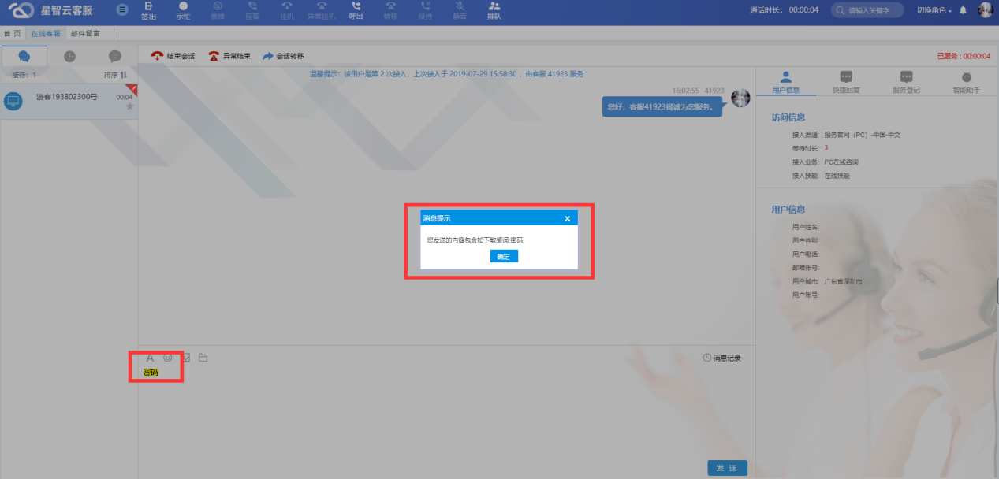 星智云客服
签出
示忙
就绪
应答
挂机
异常挂机
呼出
转移
保持
静音
排队
通话时长: 00:00:04
请输入关键字
切换角色
首 页
在线客服
邮件留言
接待: 1
排序
游客193802300号
00:04
结束会话
异常结束
会话转移
已服务 : 00:00:04
温馨提示: 该用户是第 2 次接入, 上次接入于 2019-07-29 15:58:30 , 由客服 41923 服务
16:02:55 41923
您好，客服41923竭诚为您服务。
用户信息
快捷回复
服务登记
智能助手
访问信息
接入渠道: 服务官网（PC）-中国-中文
等待时长: 3
接入业务: PC在线咨询
接入技能: 在线技能
用户信息
用户姓名:
用户性别:
用户电话:
邮箱账号:
用户城市: 广东省深圳市
用户账号:
消息提示
×
您发送的内容包含如下敏感词:密码
确定
A
消息记录
密码
发 送